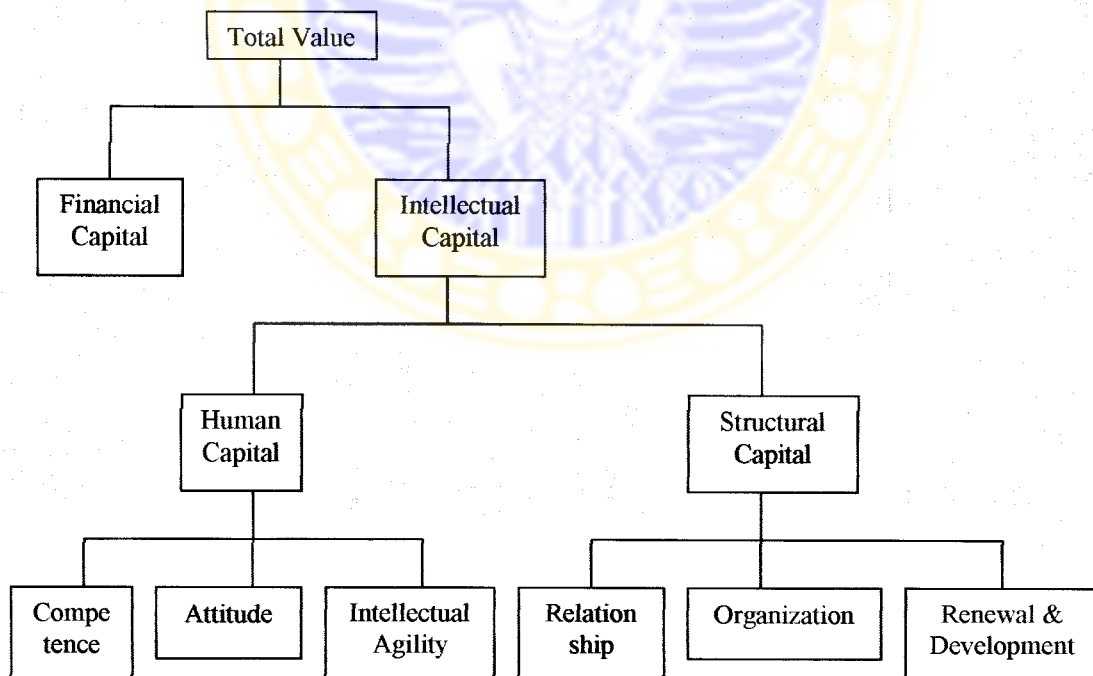 Total Value
Financial
Capital
Intellectual
Capital
Human
Capital
Structural
Capital
Compe
tence
Attitude
Intellectual
Agility
Relation
ship
Organization
Renewal &
Development